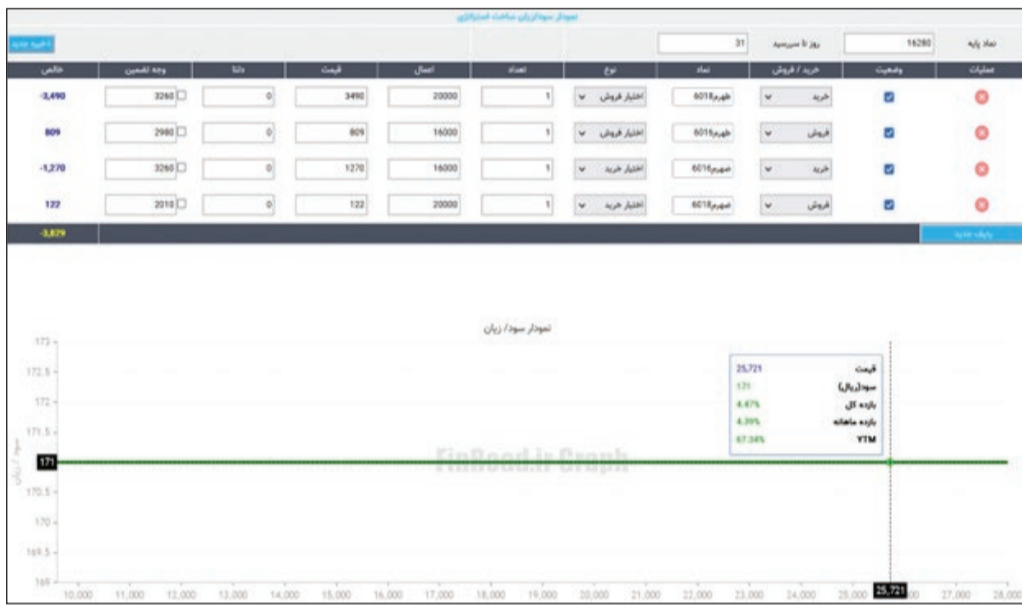 نمودار سود/زیان ساخت استراتژی
نماد پایه 16280 روز تا سررسید 31 ذخیره جدید
عملیات وضعیت خرید / فروش نماد نوع تعداد اعمال قیمت دلتا وجه تضمین خالص
خرید ظهرم6018 اختیار فروش 1 20000 3490 0 3260 -3,490
فروش ظهرم6016 اختیار فروش 1 16000 809 0 2980 809
خرید ضهرم6016 اختیار خرید 1 16000 1270 0 3260 -1,270
فروش ضهرم6018 اختیار خرید 1 20000 122 0 2010 122
ردیف جدید -3,829
نمودار سود/ زیان
173
172.5
172
171.5
171
170.5
170
169.5
169
سود / زیان
قیمت 25,721
سود(ریال) 171
بازده کل 4.47%
بازده ماهانه 4.39%
YTM 67.34%
FinRoad.ir Graph
10,000 11,000 12,000 13,000 14,000 15,000 16,000 17,000 18,000 19,000 20,000 21,000 22,000 23,000 24,000 25,000 25,721 27,000 28,000